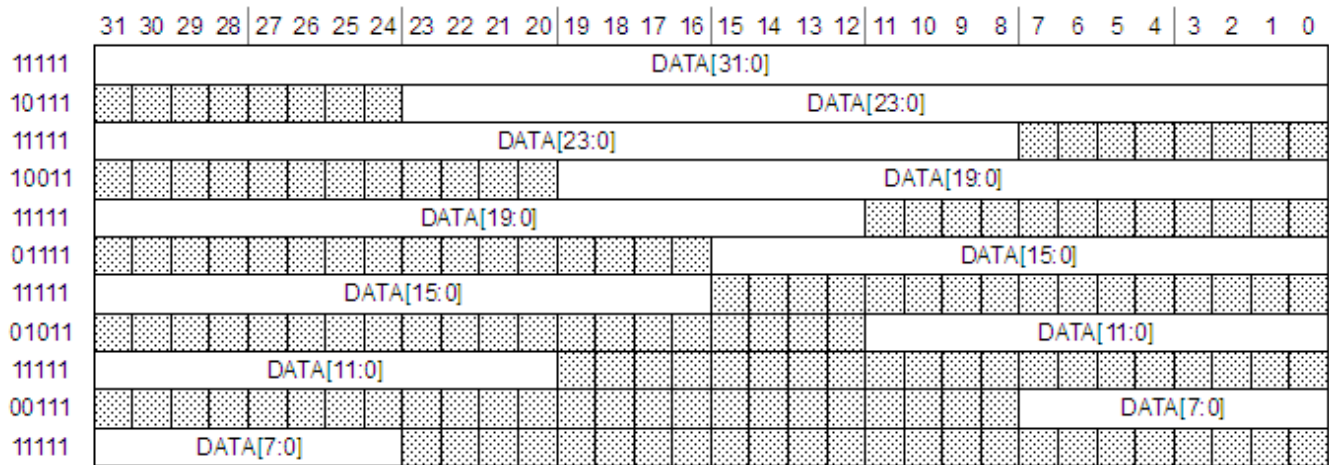 31 30 29 28 27 26 25 24 23 22 21 20 19 18 17 16 15 14 13 12 11 10 9 8 7 6 5 4 3 2 1 0
11111 DATA[31:0]
10111 DATA[23:0]
11111 DATA[23:0]
10011 DATA[19:0]
11111 DATA[19:0]
01111 DATA[15:0]
11111 DATA[15:0]
01011 DATA[11:0]
11111 DATA[11:0]
00111 DATA[7:0]
11111 DATA[7:0]